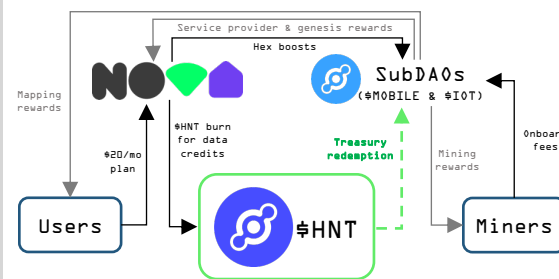 Service provider & genesis rewards
Hex boosts
NOVA
SubDAOs
($MOBILE & $IOT)
Mapping
rewards
$HNT burn
for data
credits
$20/mo
plan
Treasury
redemption
Mining
rewards
Onboar
fees
Users
$HNT
Miners